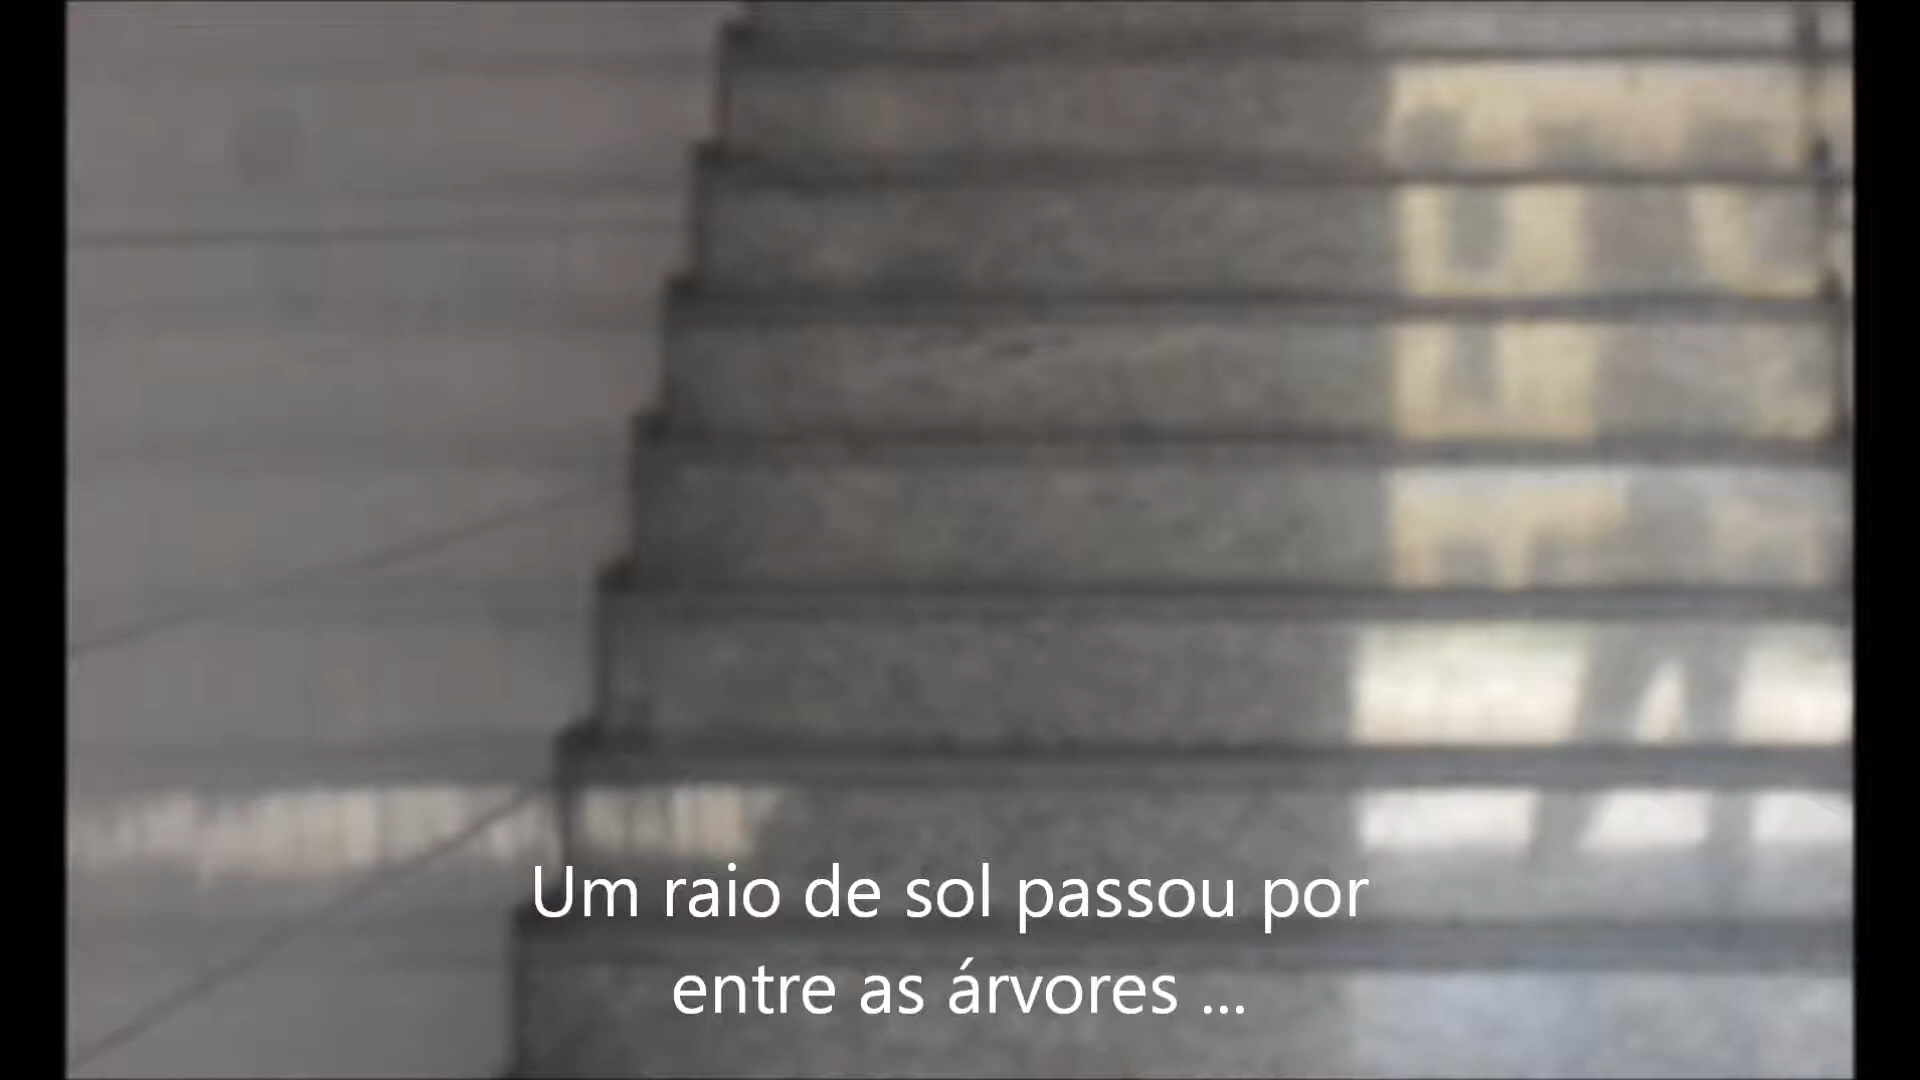 Um raio de sol passou por
entre as árvores ...